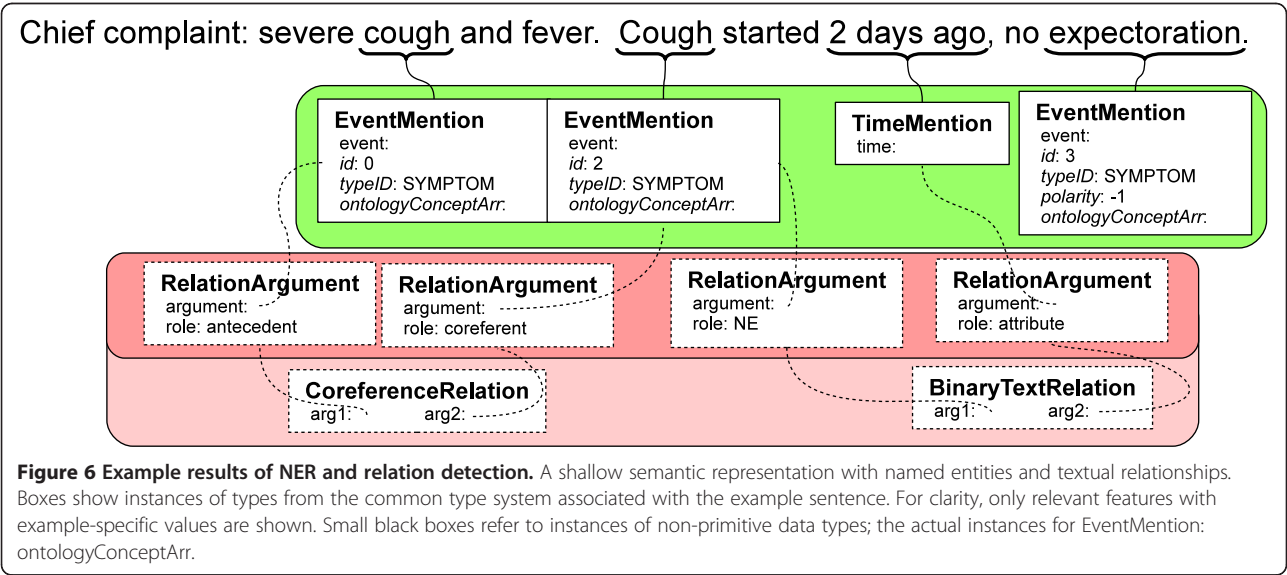 Chief complaint: severe cough and fever. Cough started 2 days ago, no expectoration.
EventMention
event:
id: 0
typeID: SYMPTOM
ontologyConceptArr:
EventMention
event:
id: 2
typeID: SYMPTOM
ontologyConceptArr:
TimeMention
time:
EventMention
event:
id: 3
typeID: SYMPTOM
polarity: -1
ontologyConceptArr:
RelationArgument
argument:
role: antecedent
RelationArgument
argument:
role: coreferent
RelationArgument
argument:
role: NE
RelationArgument
argument:
role: attribute
CoreferenceRelation
arg1: arg2:
BinaryTextRelation
arg1: arg2:
Figure 6 Example results of NER and relation detection. A shallow semantic representation with named entities and textual relationships.
Boxes show instances of types from the common type system associated with the example sentence. For clarity, only relevant features with
example-specific values are shown. Small black boxes refer to instances of non-primitive data types; the actual instances for EventMention:
ontologyConceptArr.